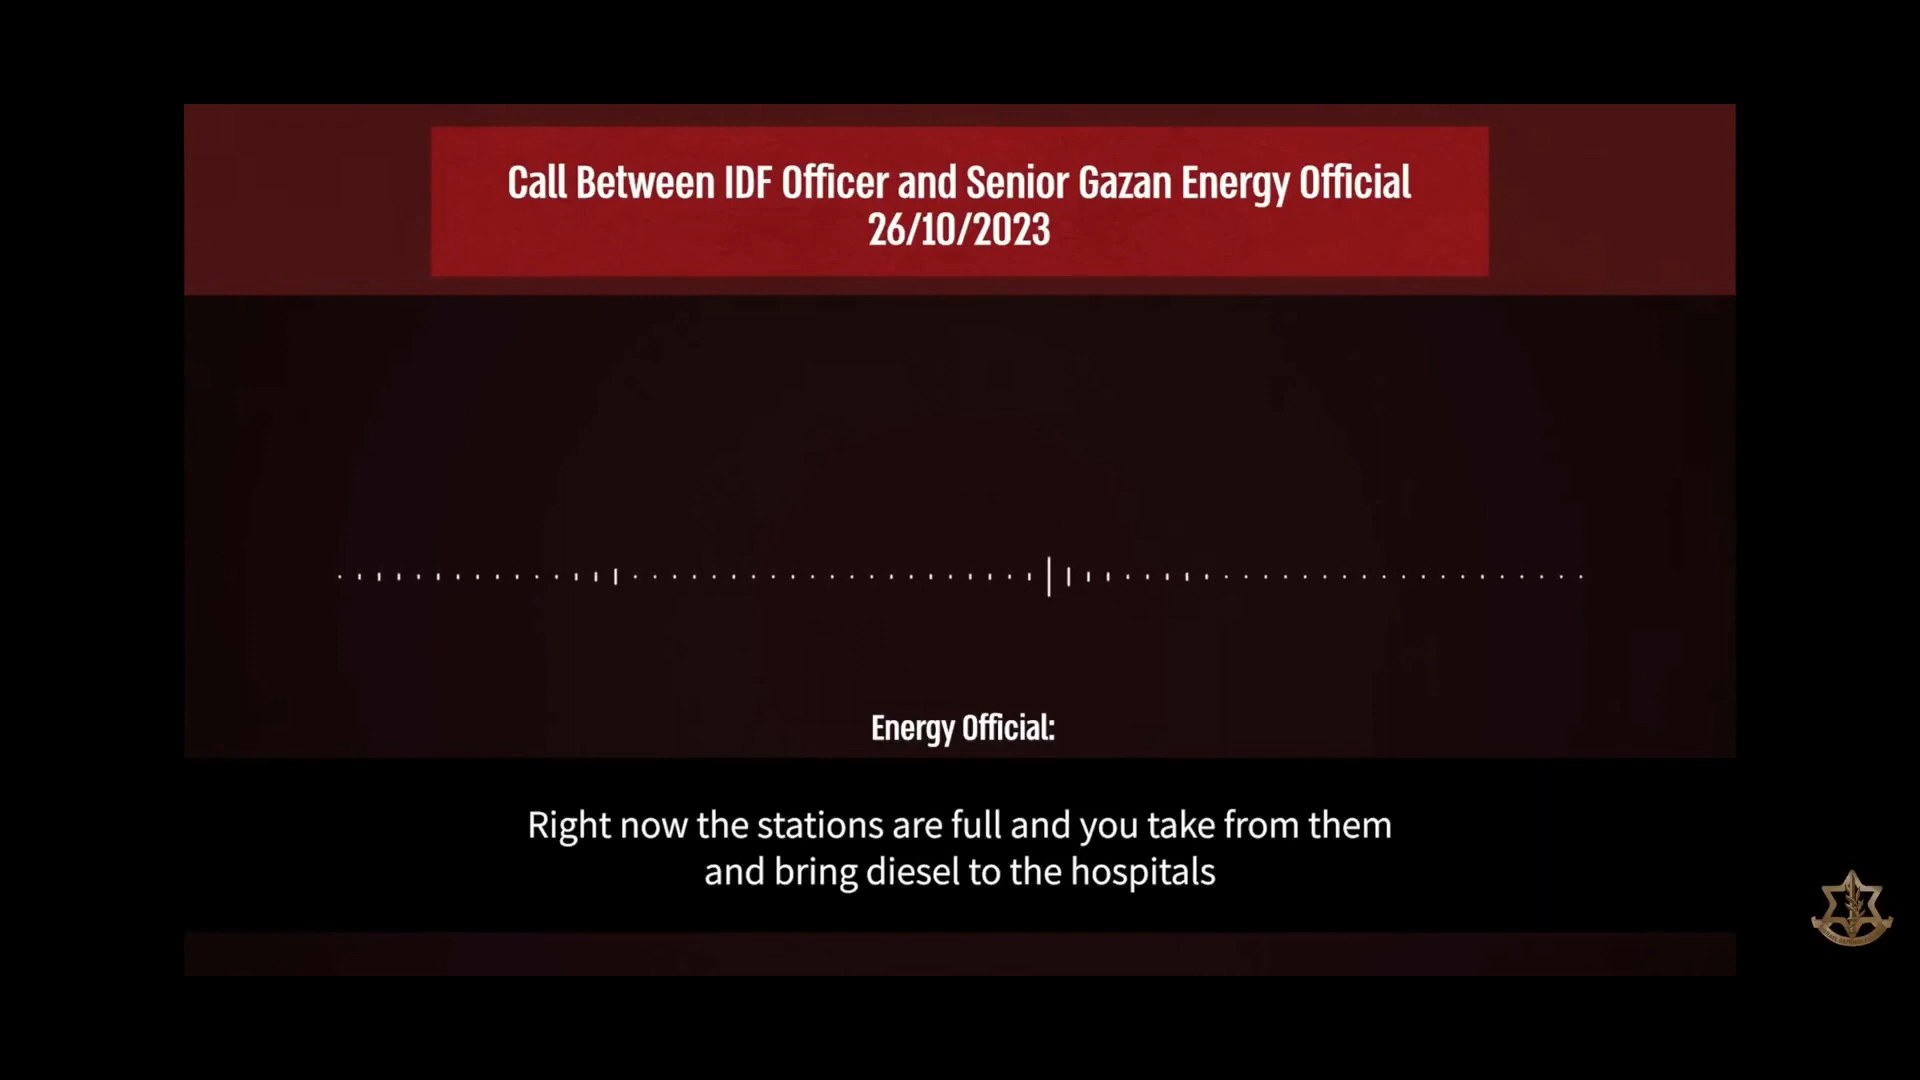 Call Between IDF Officer and Senior Gazan Energy Official
26/10/2023
Energy Official:
Right now the stations are full and you take from them
and bring diesel to the hospitals